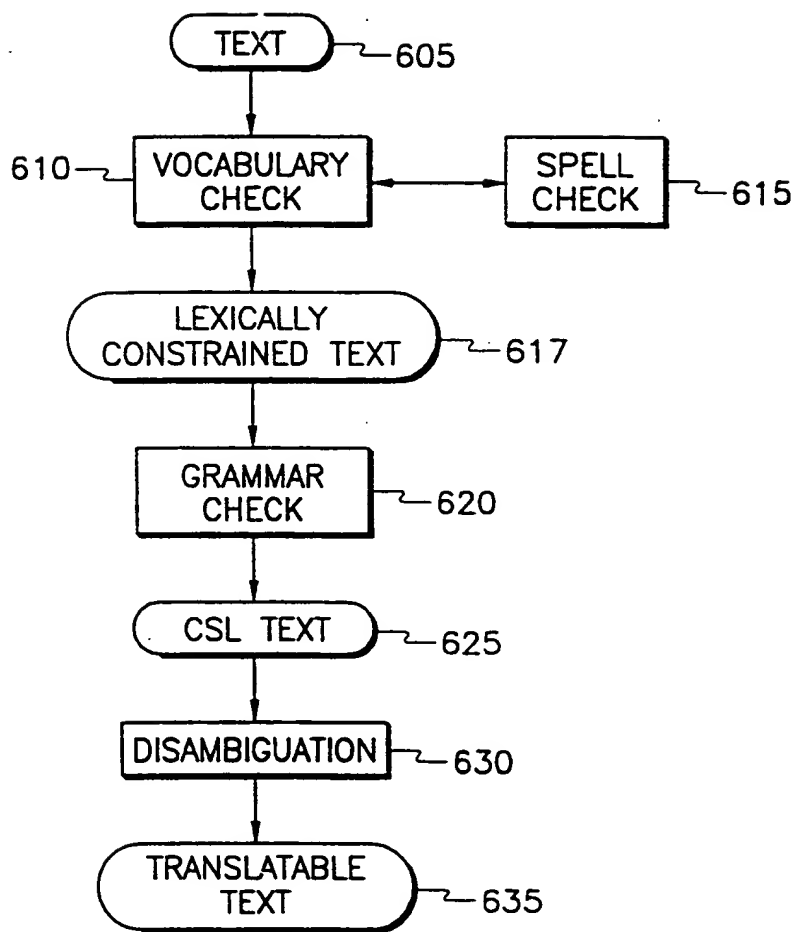 TEXT
605
610
VOCABULARY
CHECK
SPELL
CHECK
615
LEXICALLY
CONSTRAINED TEXT
617
GRAMMAR
CHECK
620
CSL TEXT
625
DISAMBIGUATION
630
TRANSLATABLE
TEXT
635